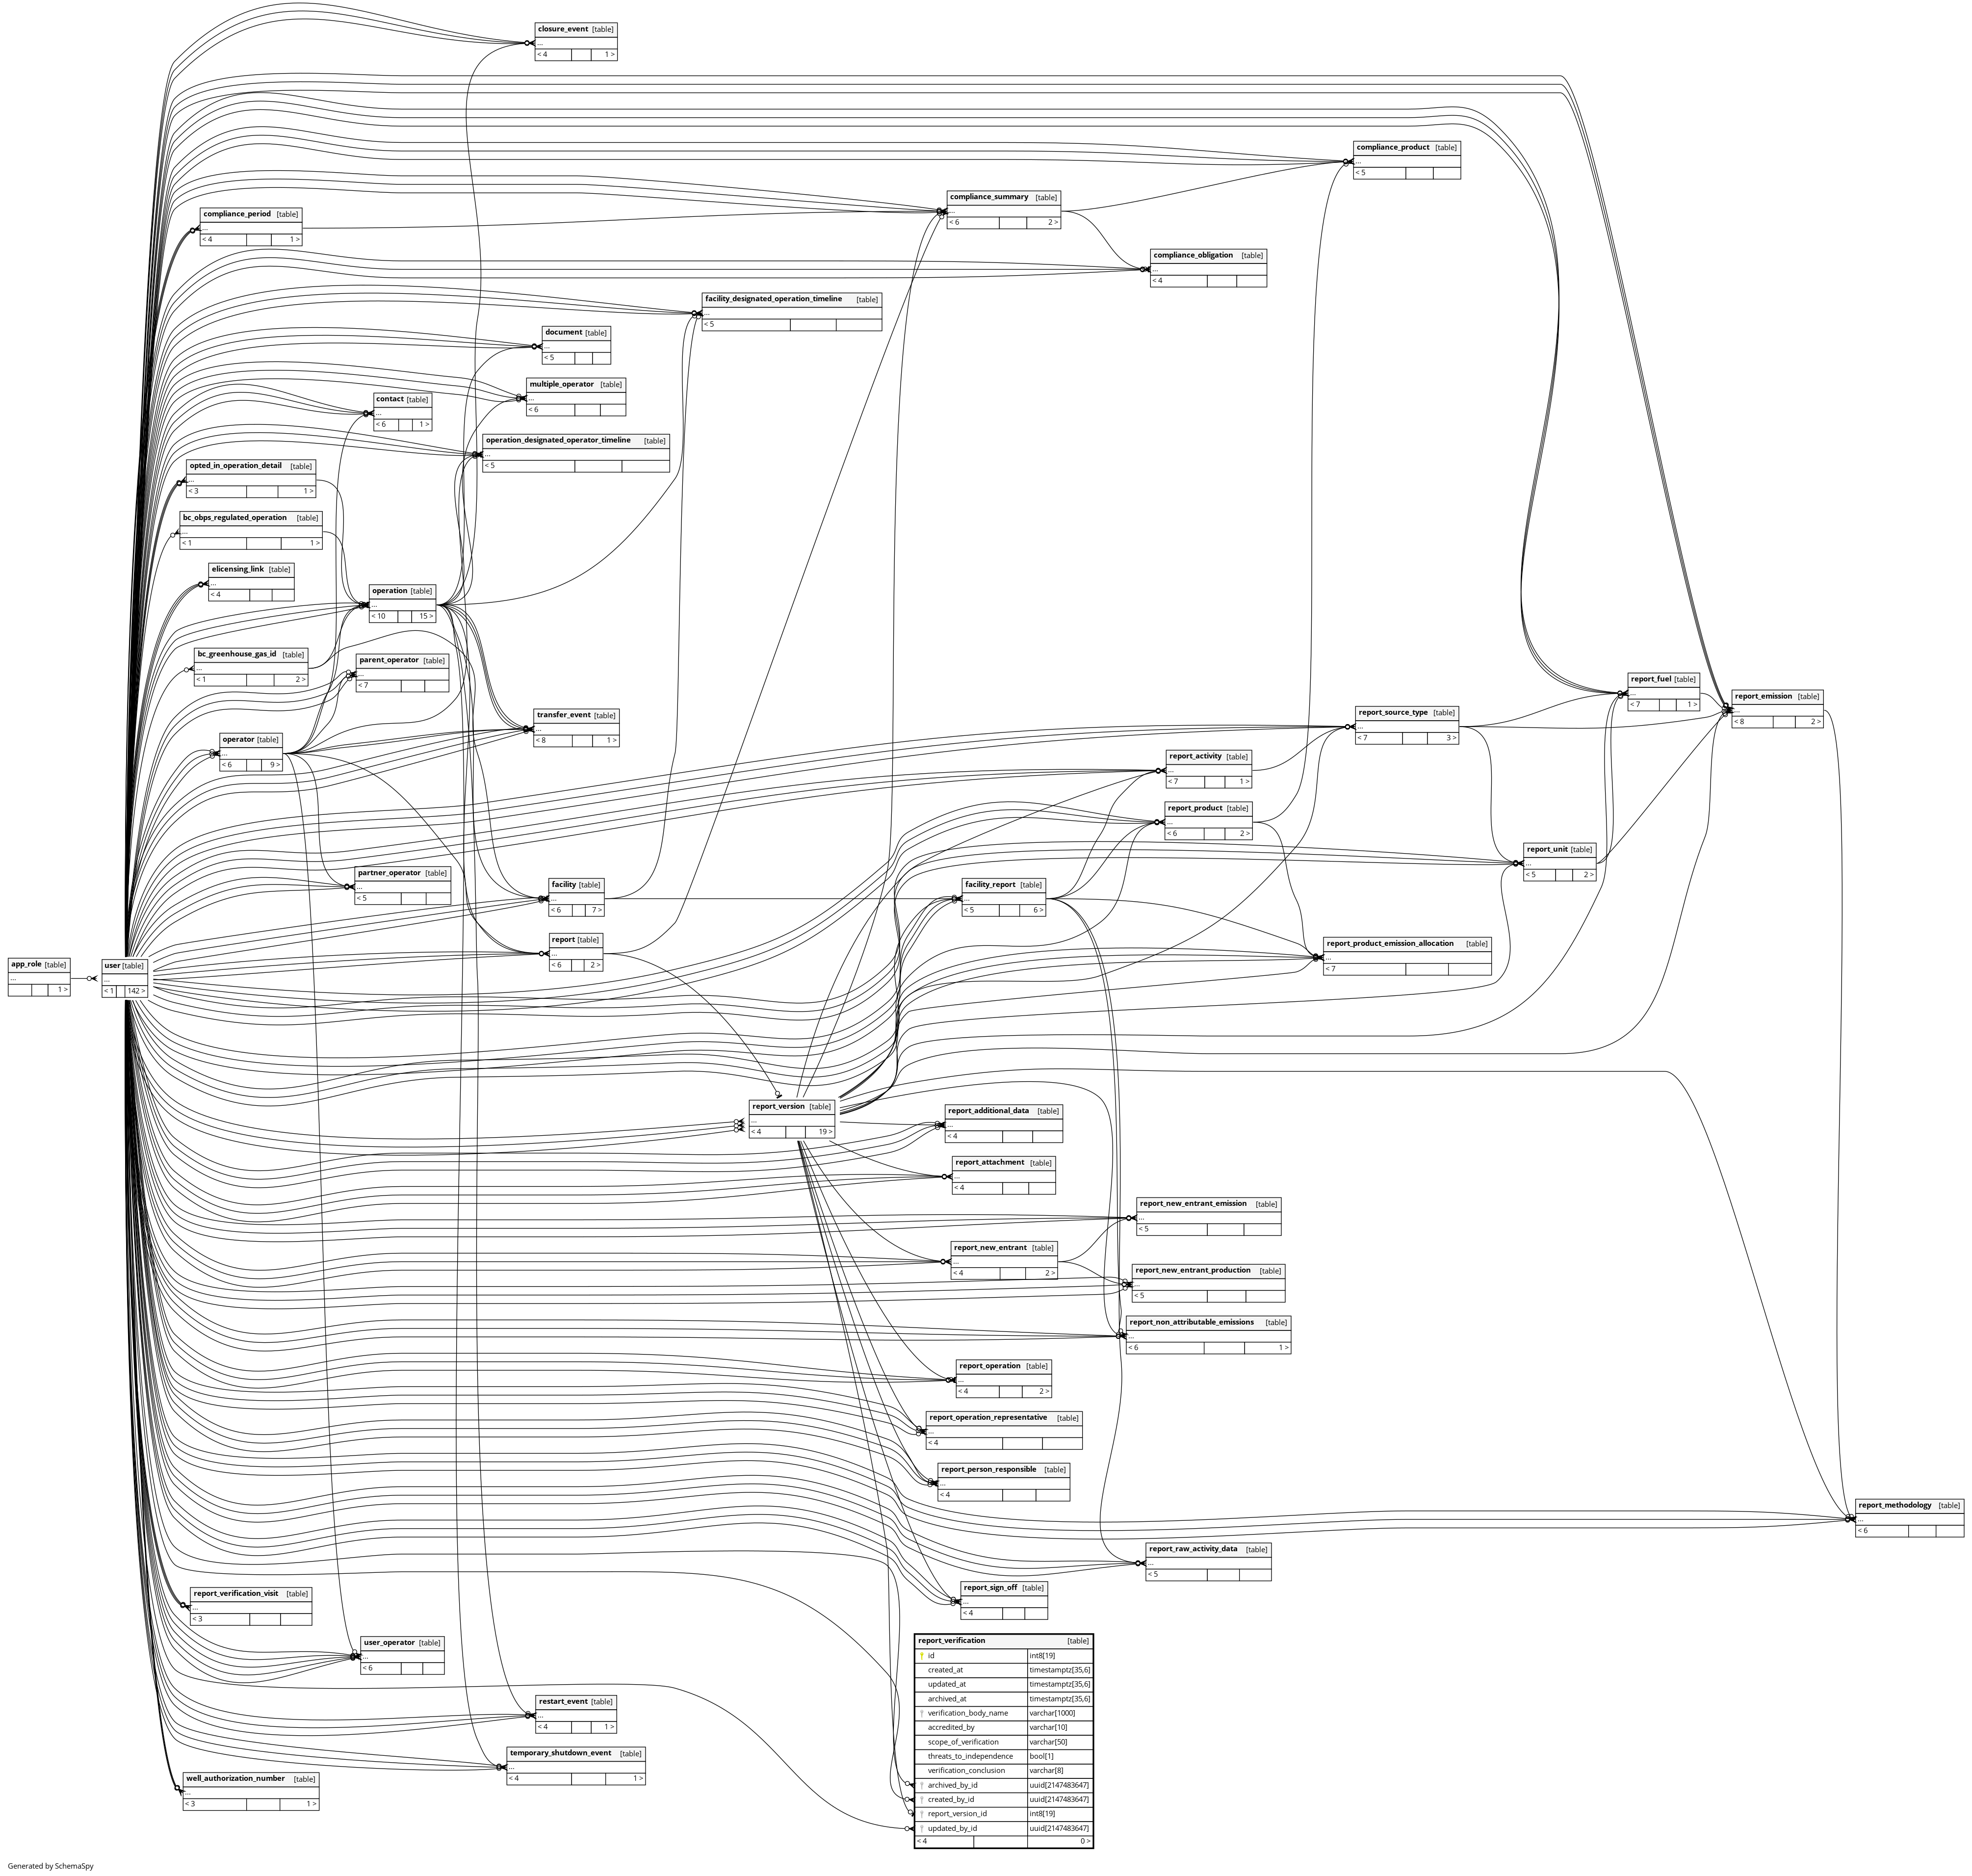 closure_event [table]
...
< 4 1 >
compliance_product [table]
...
< 5
compliance_summary [table]
...
< 6 2 >
compliance_period [table]
...
< 4 1 >
compliance_obligation [table]
...
< 4
facility_designated_operation_timeline [table]
...
< 5
document [table]
...
< 5
multiple_operator [table]
...
< 6
contact [table]
...
< 6 1 >
operation_designated_operator_timeline [table]
...
< 5
opted_in_operation_detail [table]
...
< 3 1 >
bc_obps_regulated_operation [table]
...
< 1 1 >
elicensing_link [table]
...
< 4
operation [table]
...
< 10 15 >
bc_greenhouse_gas_id [table]
...
< 1 2 >
parent_operator [table]
...
< 7
report_fuel [table]
...
< 7 1 >
report_emission [table]
...
< 8 2 >
report_source_type [table]
...
< 7 3 >
transfer_event [table]
...
< 8 1 >
operator [table]
...
< 6 9 >
report_activity [table]
...
< 7 1 >
report_product [table]
...
< 6 2 >
report_unit [table]
...
< 5 2 >
partner_operator [table]
...
< 5
facility [table]
...
< 6 7 >
facility_report [table]
...
< 5 6 >
report [table]
...
< 6 2 >
report_product_emission_allocation [table]
...
< 7
app_role [table]
...
1 >
user [table]
...
< 1 142 >
report_version [table]
...
< 4 19 >
report_additional_data [table]
...
< 4
report_attachment [table]
...
< 4
report_new_entrant_emission [table]
...
< 5
report_new_entrant [table]
...
< 4 2 >
report_new_entrant_production [table]
...
< 5
report_non_attributable_emissions [table]
...
< 6 1 >
report_operation [table]
...
< 4 2 >
report_operation_representative [table]
...
< 4
report_person_responsible [table]
...
< 4
report_methodology [table]
...
< 6
report_raw_activity_data [table]
...
< 5
report_sign_off [table]
...
< 4
report_verification_visit [table]
...
< 3
user_operator [table]
...
< 6
report_verification [table]
id int8[19]
created_at timestamptz[35,6]
updated_at timestamptz[35,6]
archived_at timestamptz[35,6]
verification_body_name varchar[1000]
accredited_by varchar[10]
scope_of_verification varchar[50]
threats_to_independence bool[1]
verification_conclusion varchar[8]
archived_by_id uuid[2147483647]
created_by_id uuid[2147483647]
report_version_id int8[19]
updated_by_id uuid[2147483647]
< 4 0 >
restart_event [table]
...
< 4 1 >
temporary_shutdown_event [table]
...
< 4 1 >
well_authorization_number [table]
...
< 3 1 >
Generated by SchemaSpy